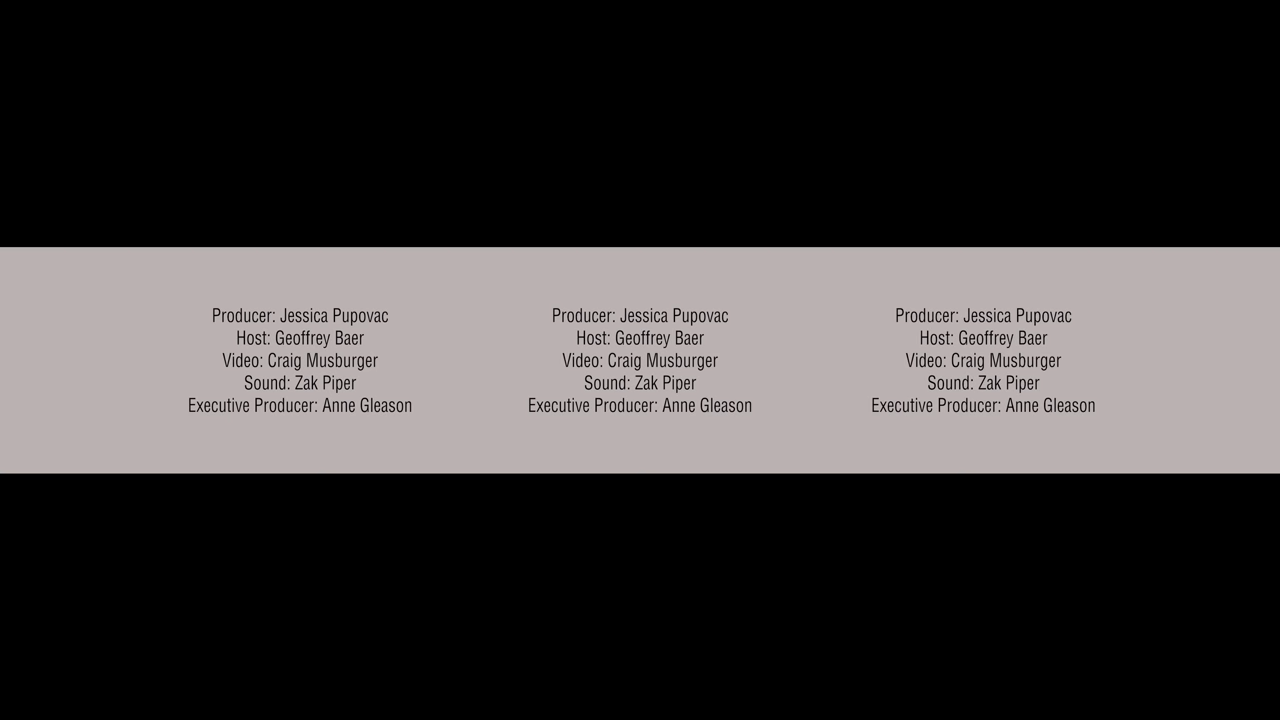 Producer: Jessica Pupovac
Host: Geoffrey Baer
Video: Craig Musburger
Sound: Zak Piper
Executive Producer: Anne Gleason
Producer: Jessica Pupovac
Host: Geoffrey Baer
Video: Craig Musburger
Sound: Zak Piper
Executive Producer: Anne Gleason
Producer: Jessica Pupovac
Host: Geoffrey Baer
Video: Craig Musburger
Sound: Zak Piper
Executive Producer: Anne Gleason